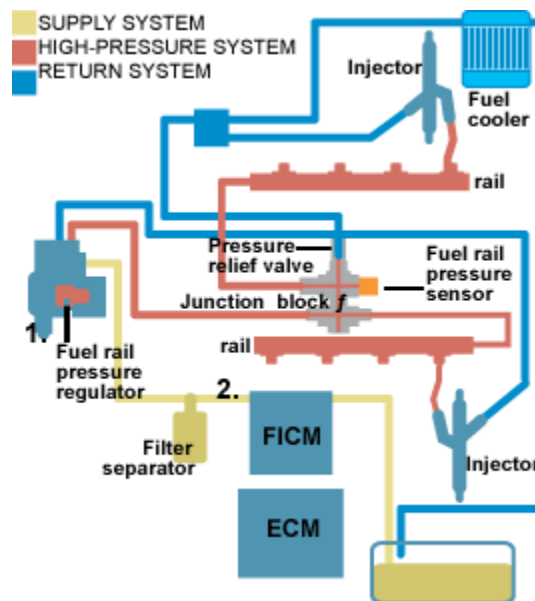 SUPPLY SYSTEM
HIGH-PRESSURE SYSTEM
RETURN SYSTEM
Injector
Fuel
cooler
rail
Pressure
relief valve
Fuel rail
pressure
sensor
Junction block ƒ
1.
Fuel rail
pressure
regulator
rail
2.
Filter
separator
FICM
Injector
ECM